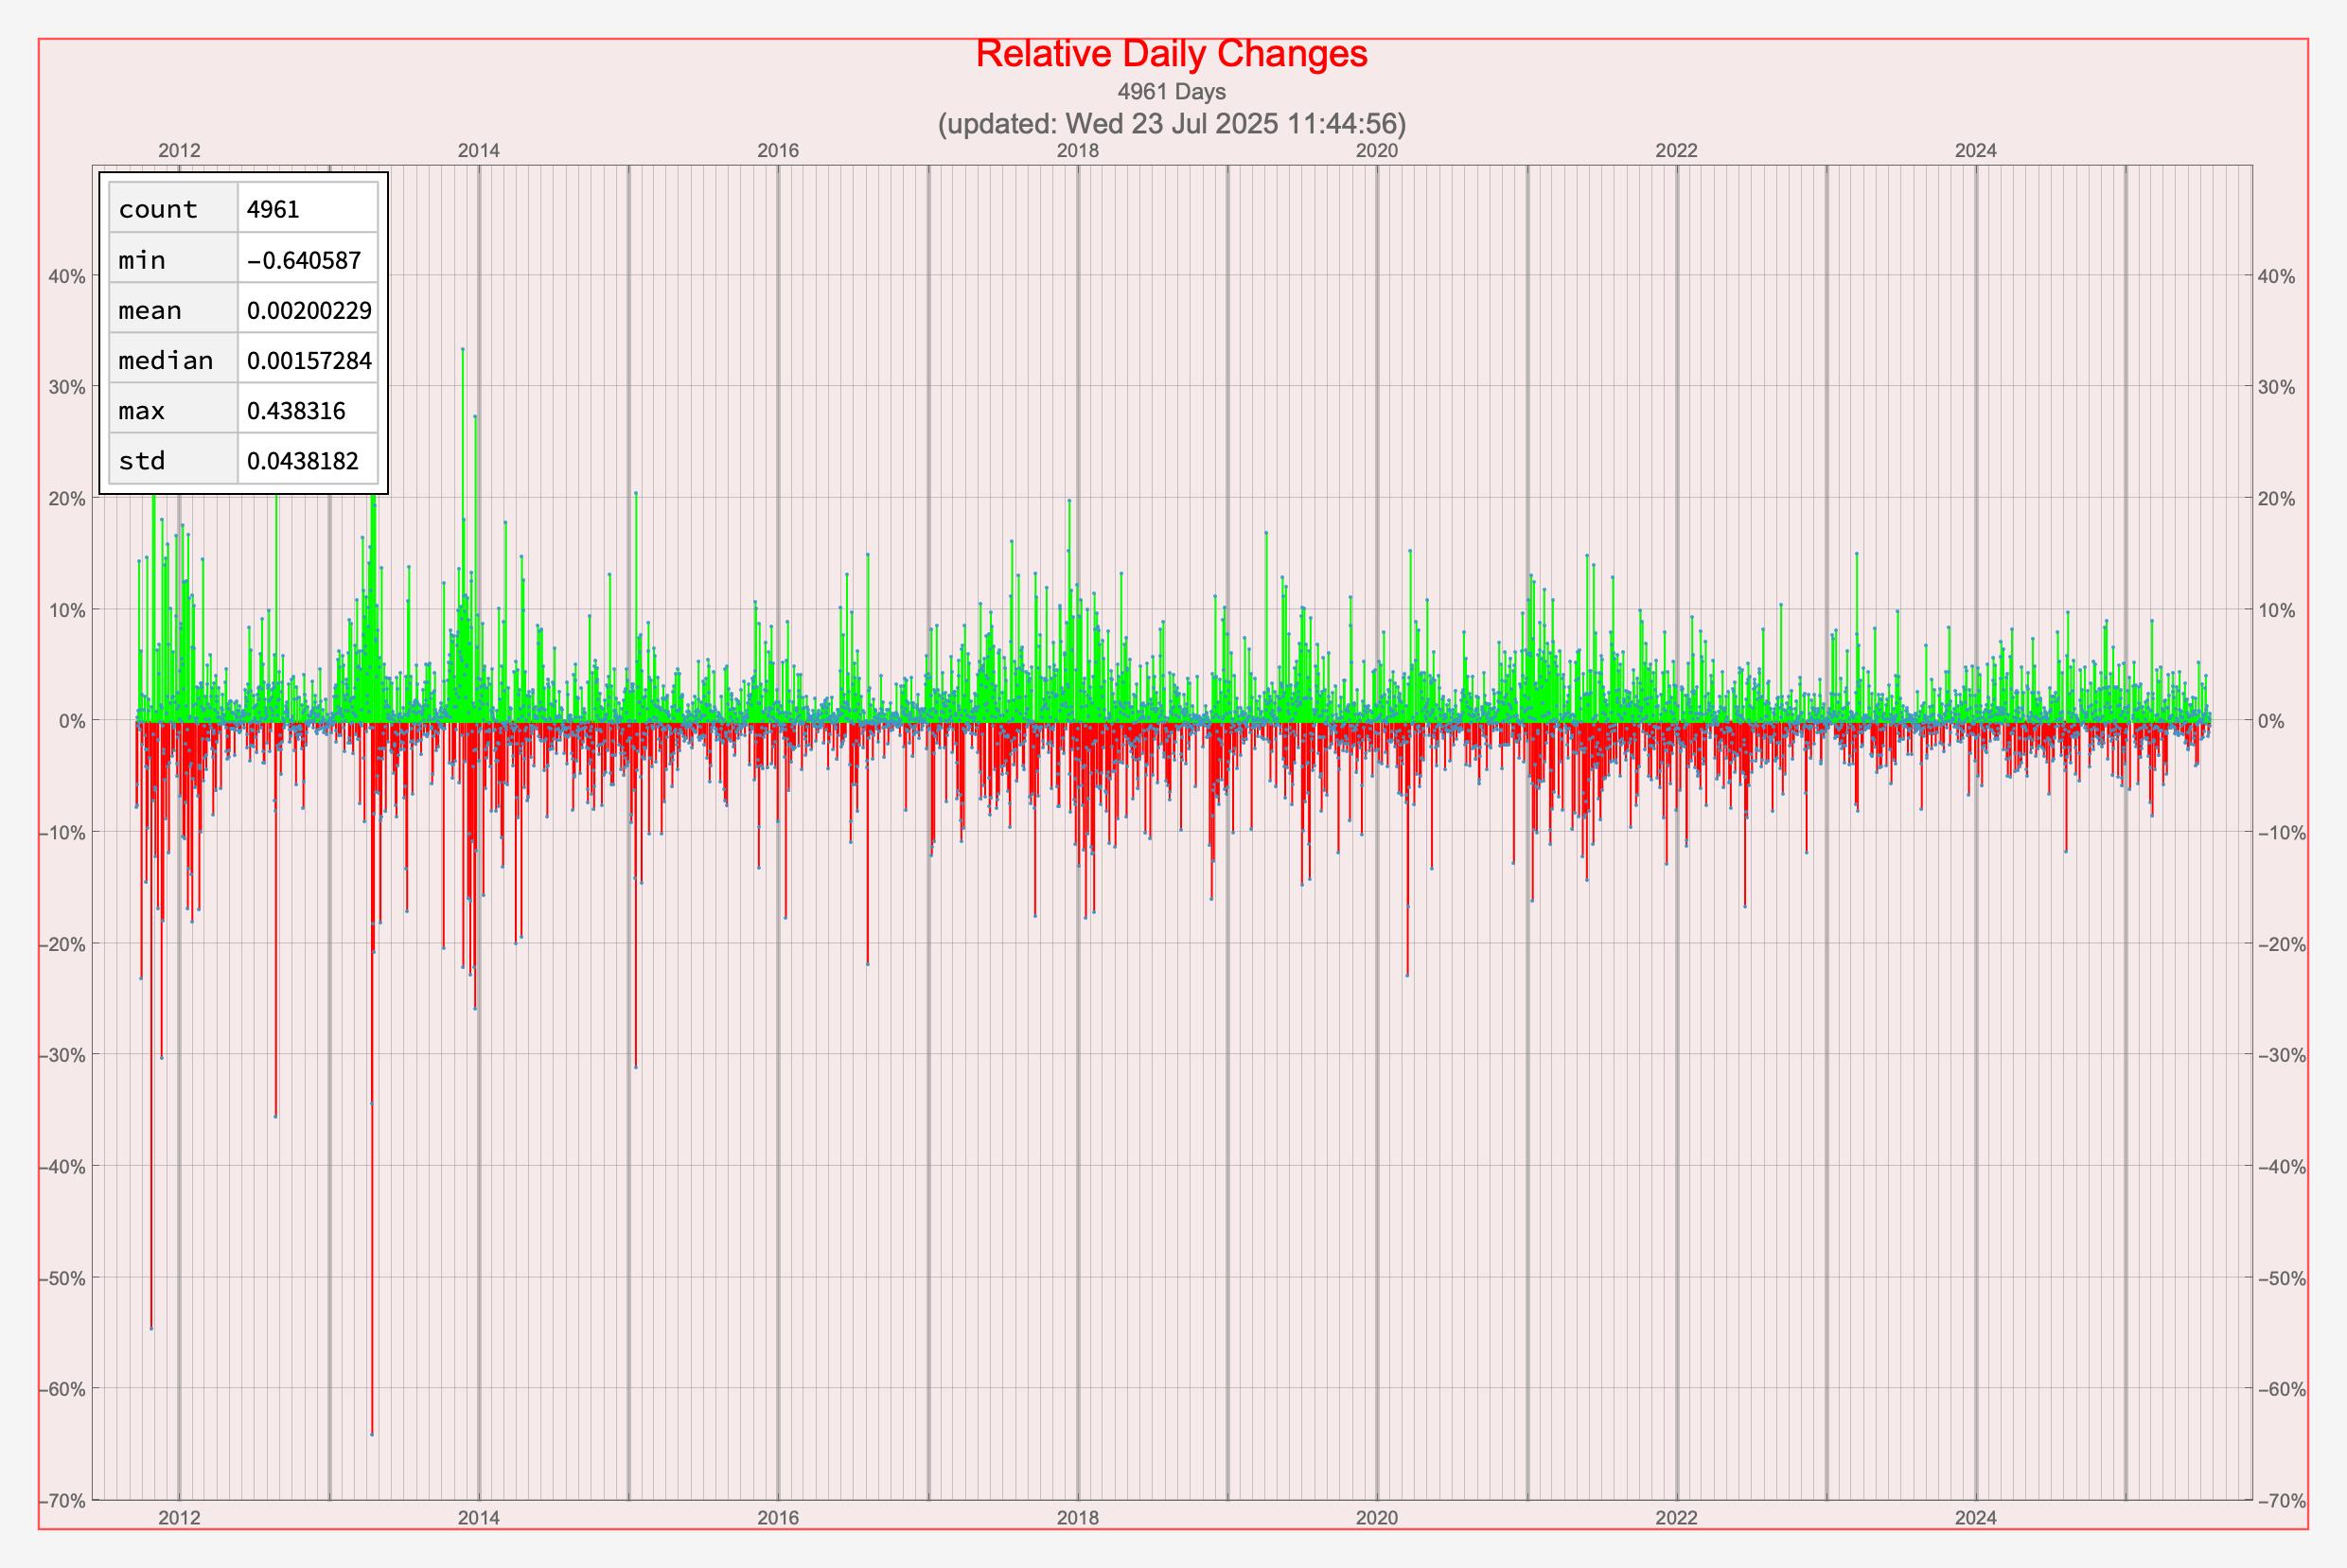 Relative Daily Changes
4961 Days
(updated: Wed 23 Jul 2025 11:44:56)
2012 2014 2016 2018 2020 2022 2024
count 4961
min −0.640587
mean 0.00200229
median 0.00157284
max 0.438316
std 0.0438182
40% 40%
30% 30%
20% 20%
10% 10%
0% 0%
−10% −10%
−20% −20%
−30% −30%
−40% −40%
−50% −50%
−60% −60%
−70% −70%
2012 2014 2016 2018 2020 2022 2024